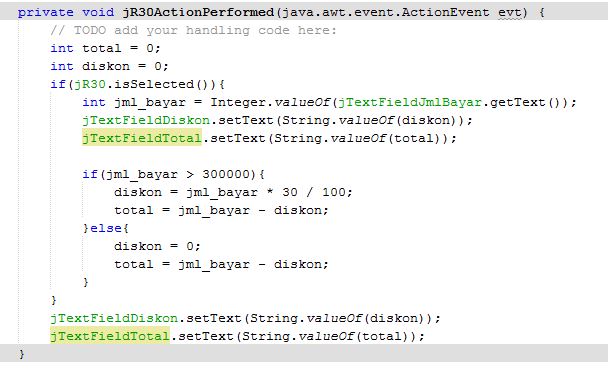 private void jR30ActionPerformed(java.awt.event.ActionEvent evt) {
// TODO add your handling code here:
int total = 0;
int diskon = 0;
if(jR30.isSelected()){
int jml_bayar = Integer.valueOf(jTextFieldJmlBayar.getText());
jTextFieldDiskon.setText(String.valueOf(diskon));
jTextFieldTotal.setText(String.valueOf(total));
if(jml_bayar > 300000){
diskon = jml_bayar * 30 / 100;
total = jml_bayar - diskon;
}else{
diskon = 0;
total = jml_bayar - diskon;
}
}
jTextFieldDiskon.setText(String.valueOf(diskon));
jTextFieldTotal.setText(String.valueOf(total));
}